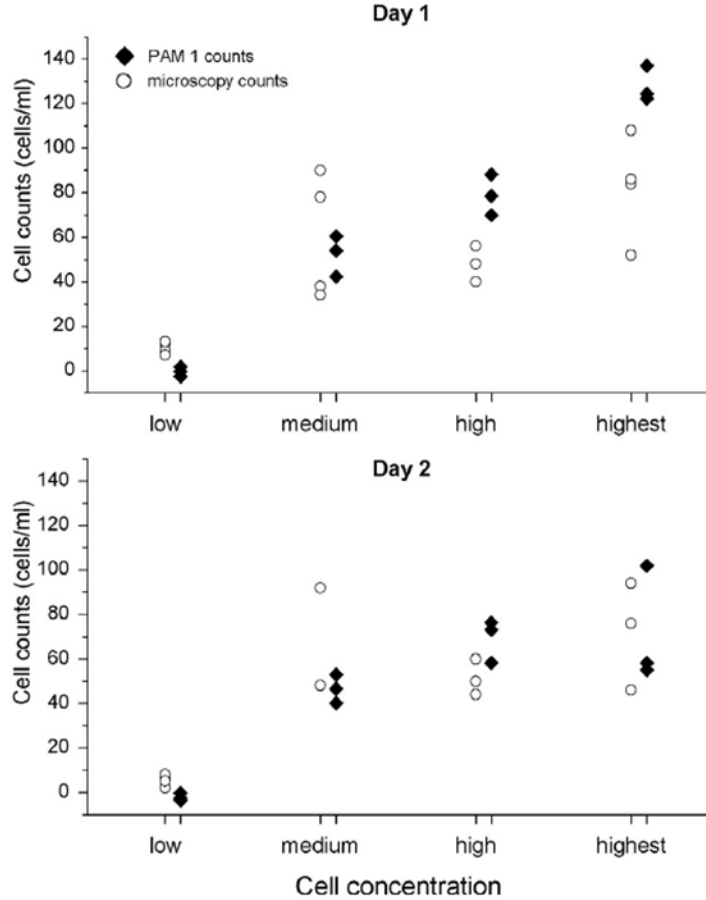 Day 1
PAM 1 counts
microscopy counts
Cell counts (cells/ml)
140
120
100
80
60
40
20
0
low medium high highest
Day 2
Cell counts (cells/ml)
140
120
100
80
60
40
20
0
low medium high highest
Cell concentration